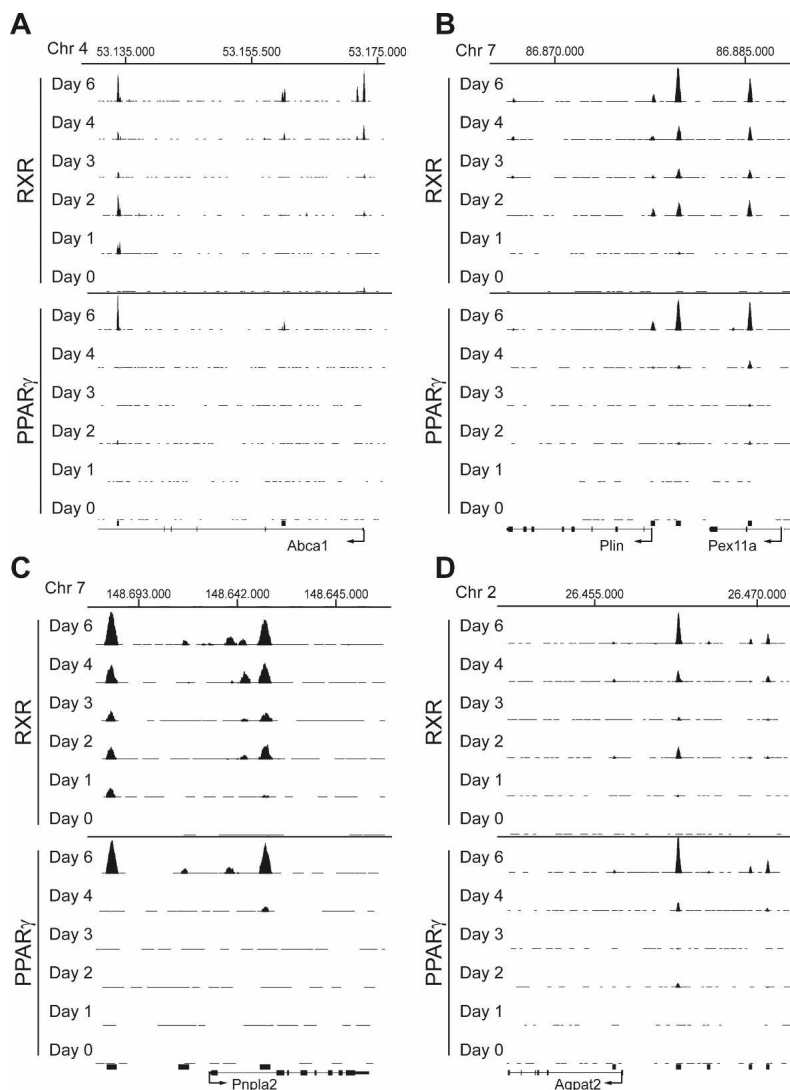 A
Chr 4 53.135.000 53.155.500 53.175.000
RXR
Day 6
Day 4
Day 3
Day 2
Day 1
Day 0
PPARγ
Day 6
Day 4
Day 3
Day 2
Day 1
Day 0
Abca1
B
Chr 7 86.870.000 86.885.000
RXR
Day 6
Day 4
Day 3
Day 2
Day 1
Day 0
PPARγ
Day 6
Day 4
Day 3
Day 2
Day 1
Day 0
Plin Pex11a
C
Chr 7 148.693.000 148.642.000 148.645.000
RXR
Day 6
Day 4
Day 3
Day 2
Day 1
Day 0
PPARγ
Day 6
Day 4
Day 3
Day 2
Day 1
Day 0
Pnpla2
D
Chr 2 26.455.000 26.470.000
RXR
Day 6
Day 4
Day 3
Day 2
Day 1
Day 0
PPARγ
Day 6
Day 4
Day 3
Day 2
Day 1
Day 0
Agpat2